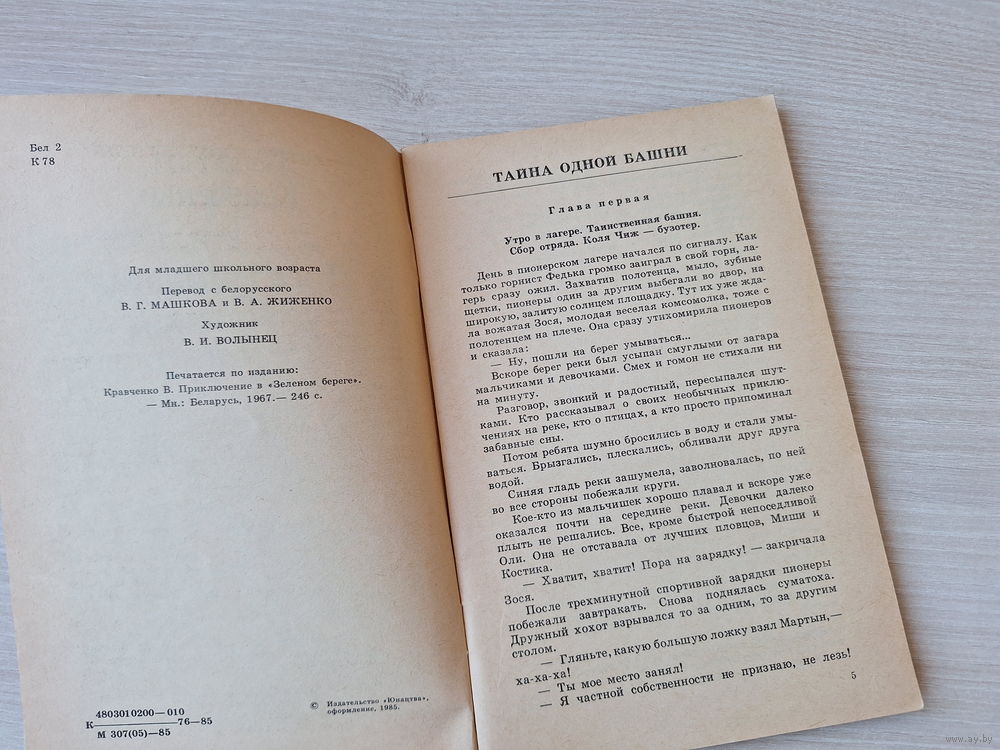 Бел 2
К 78
Для младшего школьного возраста
Перевод с белорусского
В. Г. МАШКОВА и В. А. ЖИЖЕНКО
Художник
В. И. ВОЛЫНЕЦ
Печатается по изданию:
Кравченко В. Приключение в «Зеленом береге».
— Мн.: Беларусь, 1967.— 246 с.
4803010200—010
К————76—85
М 307(05)—85
© Издательство «Юнацтва»,
оформление, 1985.
ТАЙНА ОДНОЙ БАШНИ
Глава первая
Утро в лагере. Таинственная башня.
Сбор отряда. Коля Чиж — бузотер.
День в пионерском лагере начался по сигналу. Как
только горнист Федька громко заиграл в свой горн, ла-
герь сразу ожил. Захватив полотенца, мыло, зубные
щетки, пионеры один за другим выбегали во двор, на
широкую, залитую солнцем площадку. Тут их уже жда-
ла вожатая Зося, молодая веселая комсомолка, тоже с
полотенцем на плече. Она сразу утихомирила пионеров
и сказала:
— Ну, пошли на берег умываться...
Вскоре берег реки был усыпан смуглыми от загара
мальчиками и девочками. Смех и гомон не стихали ни
на минуту.
Разговор, звонкий и радостный, пересыпался шут-
ками. Кто рассказывал о своих необычных приклю-
чениях на реке, кто о птицах, а кто просто припоминал
забавные сны.
Потом ребята шумно бросились в воду и стали умы-
ваться. Брызгались, плескались, обливали друг друга
водой.
Синяя гладь реки зашумела, заволновалась, по ней
во все стороны побежали круги.
Кое-кто из мальчишек хорошо плавал и вскоре уже
оказался почти на середине реки. Девочки далеко
плыть не решались. Все, кроме быстрой непоседливой
Оли. Она не отставала от лучших пловцов, Миши и
Костика.
— Хватит, хватит! Пора на зарядку! — закричала
Зося.
После трехминутной спортивной зарядки пионеры
побежали завтракать. Снова поднялась суматоха.
Дружный хохот взрывался то за одним, то за другим
столом.
— Гляньте, какую большую ложку взял Мартын,—
ха-ха-ха!
— Ты мое место занял!
— Я частной собственности не признаю, не лезь!
5
www.ay.by